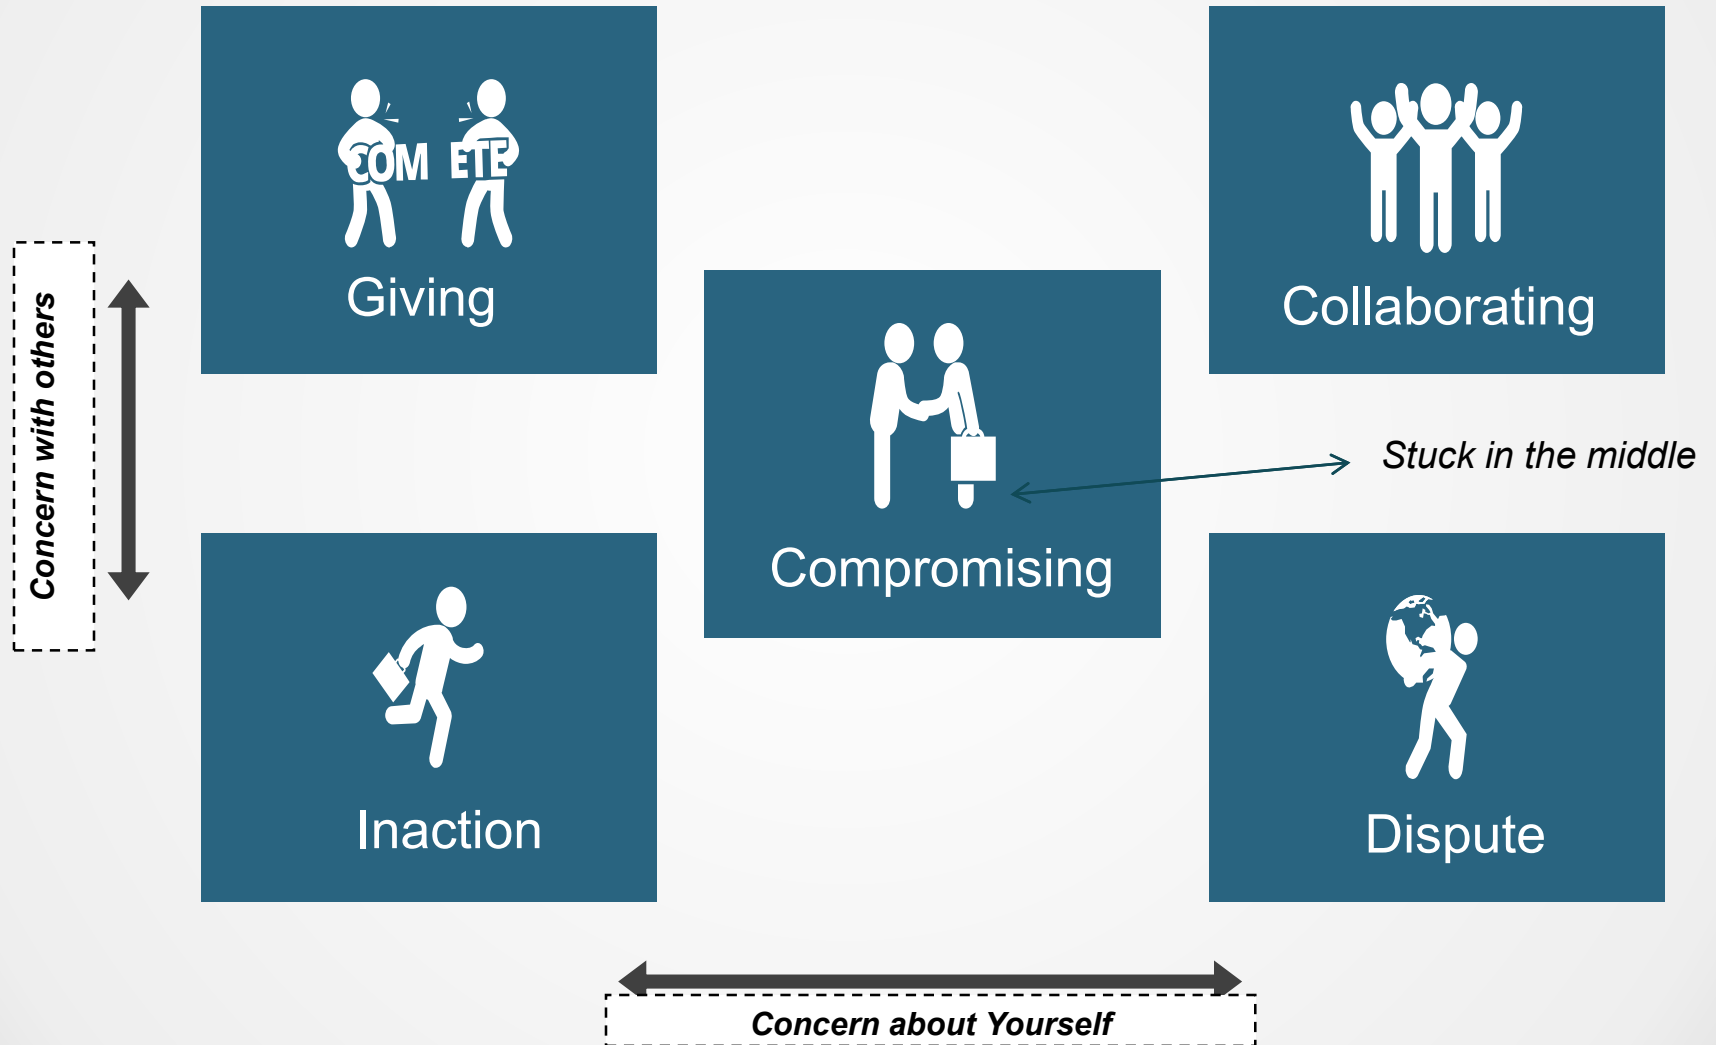 COM ETE
Giving
Collaborating
Concern with others
Stuck in the middle
Compromising
Inaction
Dispute
Concern about Yourself